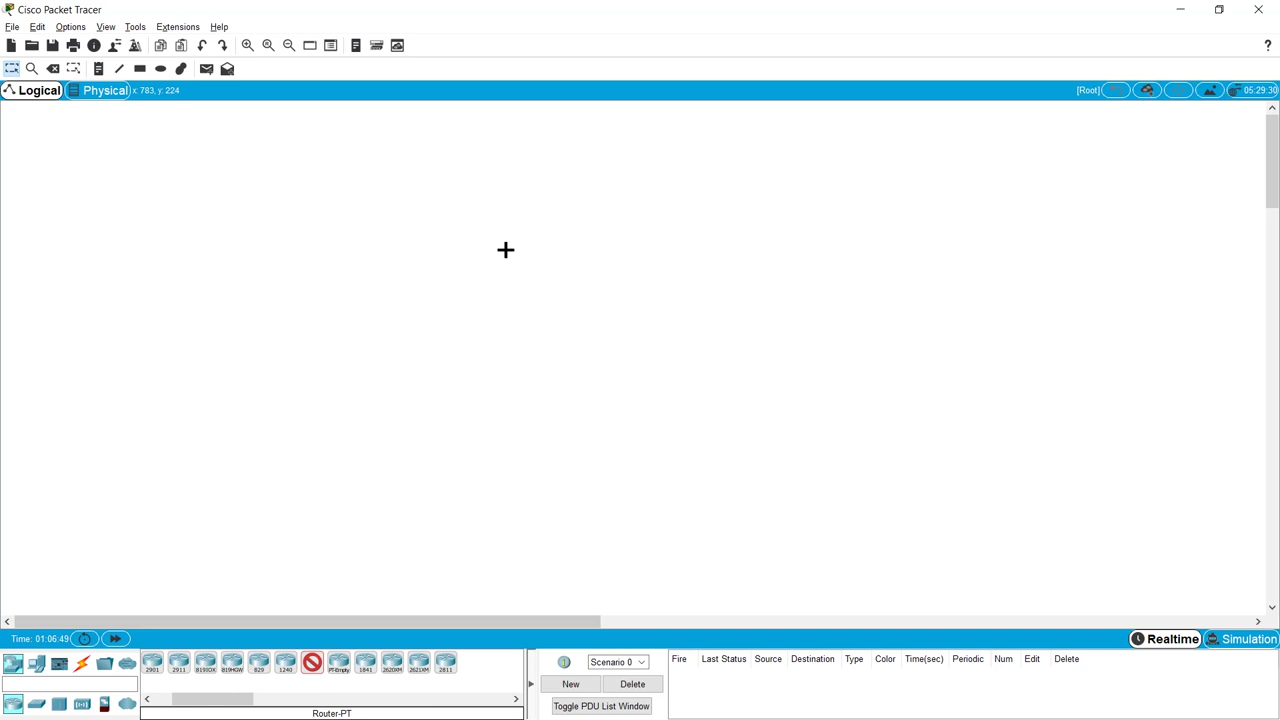 Cisco Packet Tracer
File Edit Options View Tools Extensions Help
?
Logical Physical x: 783, y: 224 [Root] 05:29:30
Time: 01:06:49 Realtime Simulation
2901 2911 819IOX 819HGW 829 1240 PT-Empty 1841 2620XM 2621XM 2811
Scenario 0 Fire Last Status Source Destination Type Color Time(sec) Periodic Num Edit Delete
New Delete
Toggle PDU List Window
Router-PT